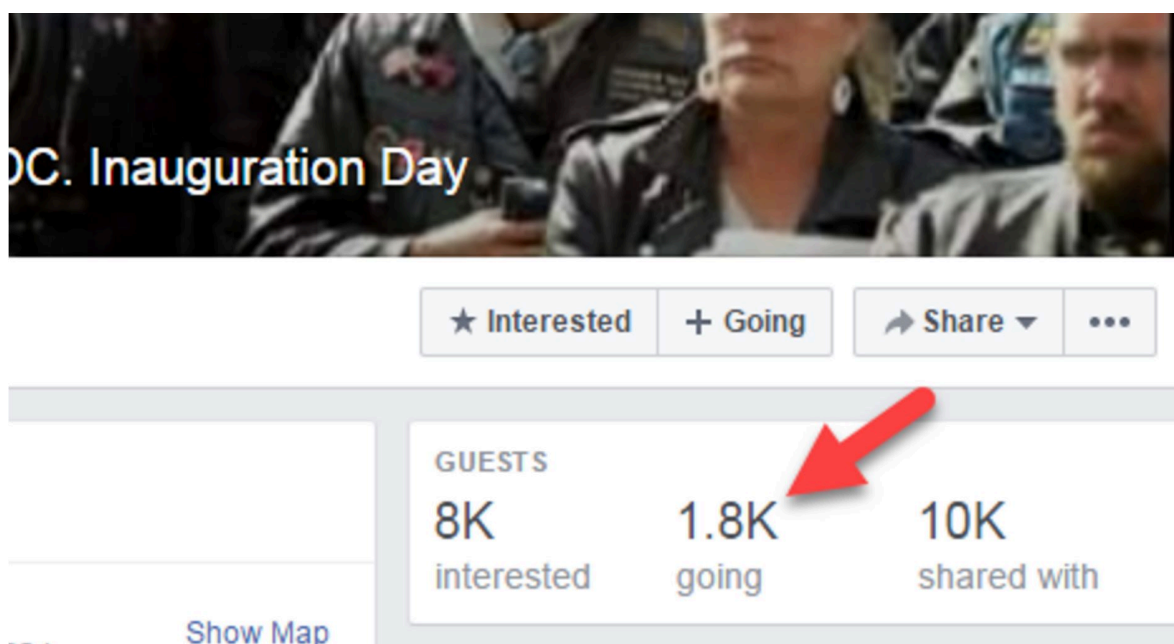 DC. Inauguration Day
★ Interested + Going Share •••
GUESTS
8K 1.8K 10K
interested going shared with
Show Map